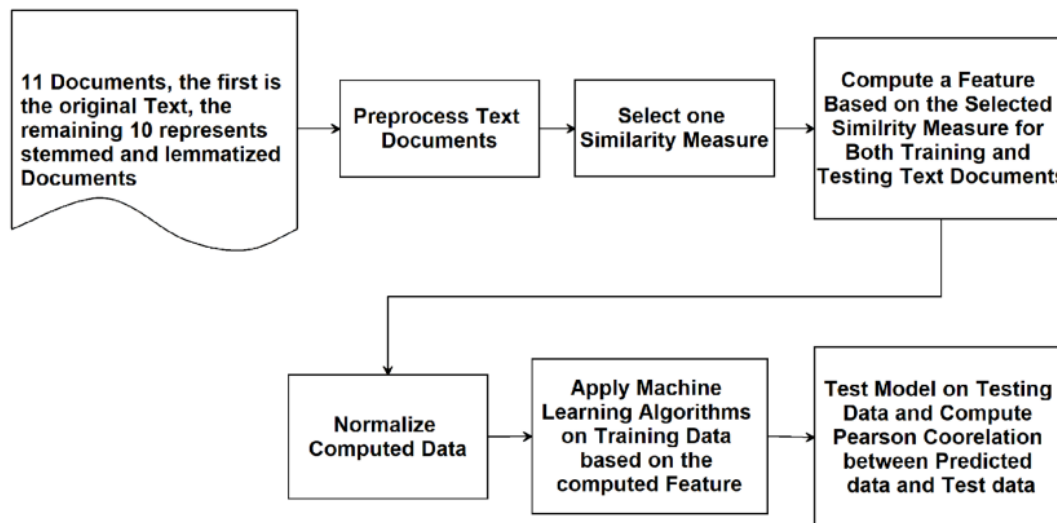 11 Documents, the first is
the original Text, the
remaining 10 represents
stemmed and lemmatized
Documents
Preprocess Text
Documents
Select one
Similarity Measure
Compute a Feature
Based on the Selected
Similrity Measure for
Both Training and
Testing Text Documents
Normalize
Computed Data
Apply Machine
Learning Algorithms
on Training Data
based on the
computed Feature
Test Model on Testing
Data and Compute
Pearson Coorelation
between Predicted
data and Test data